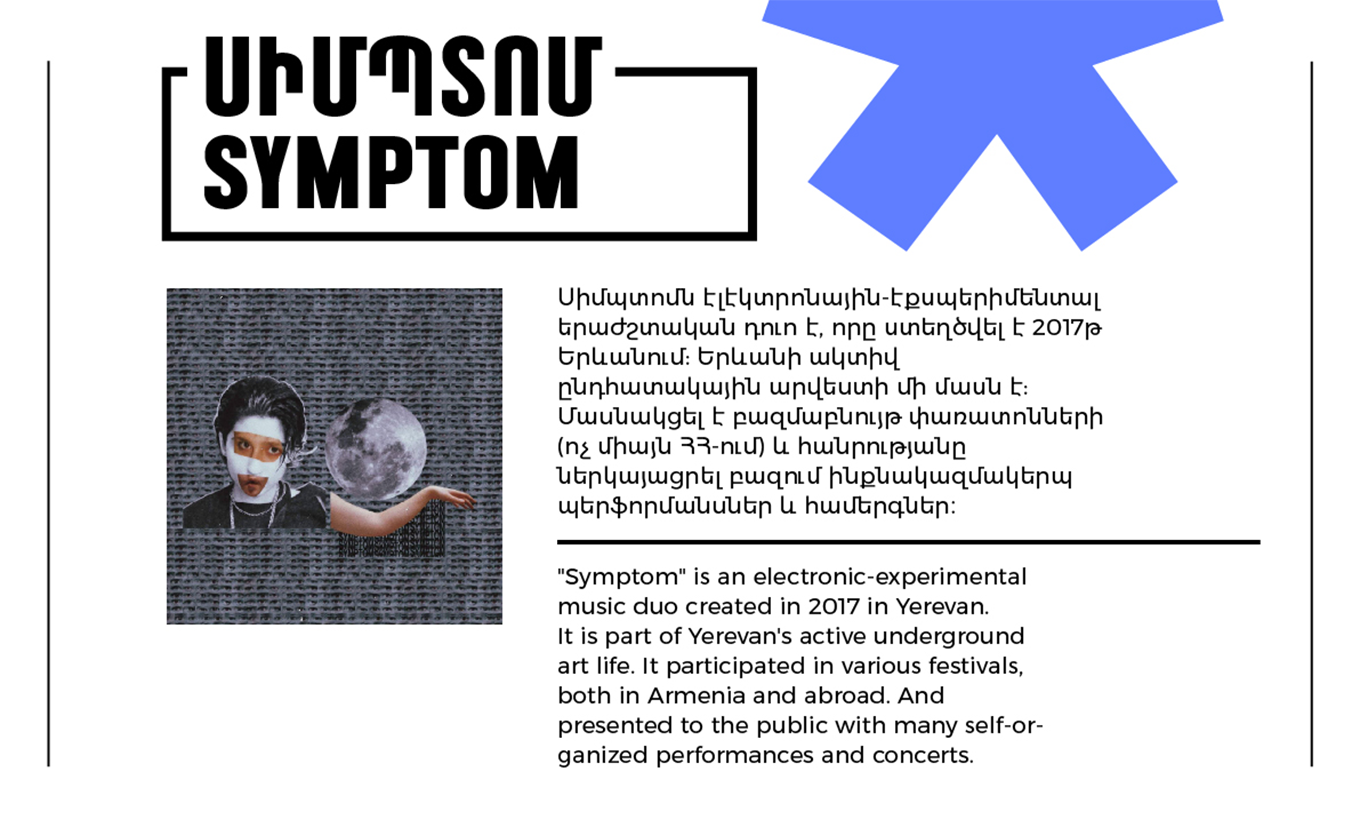 ՍԻՄՊՏՈՄ
SYMPTOM
Սիմպտոմն էլէկտրոնային-էքսպերիմենտալ
երաժշտական դուո է, որը ստեղծվել է 2017թ
Երևանում: Երևանի ակտիվ
ընդհատակային արվեստի մի մասն է:
Մասնակցել է բազմաբնույթ փառատոնների
(ոչ միայն ՀՀ-ում) և հանրությանը
ներկայացրել բազում ինքնակազմակերպ
պերֆորմանսներ և համերգներ:
"Symptom" is an electronic-experimental
music duo created in 2017 in Yerevan.
It is part of Yerevan's active underground
art life. It participated in various festivals,
both in Armenia and abroad. And
presented to the public with many self-or-
ganized performances and concerts.